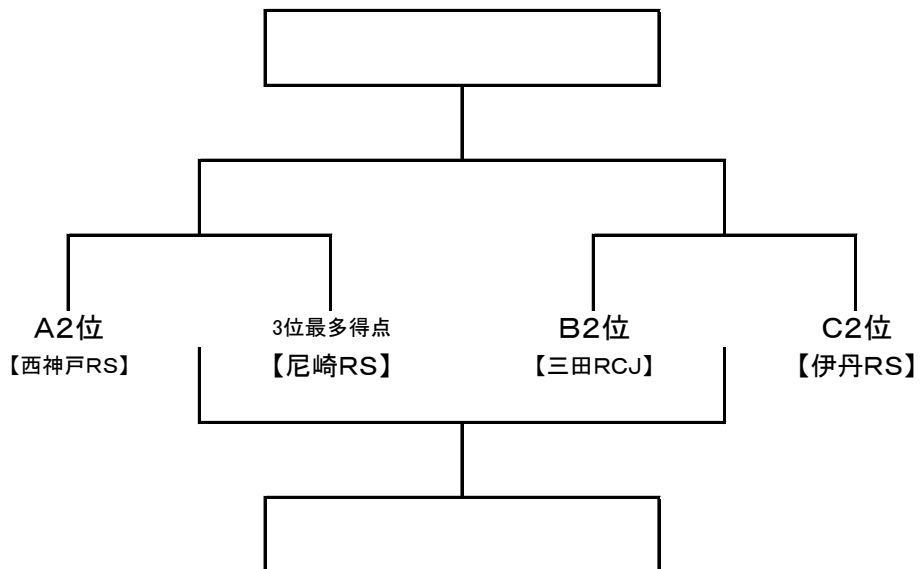 A2位
3位最多得点
B2位
C2位
【西神戸RS】
【尼崎RS】
【三田RCJ】
【伊丹RS】